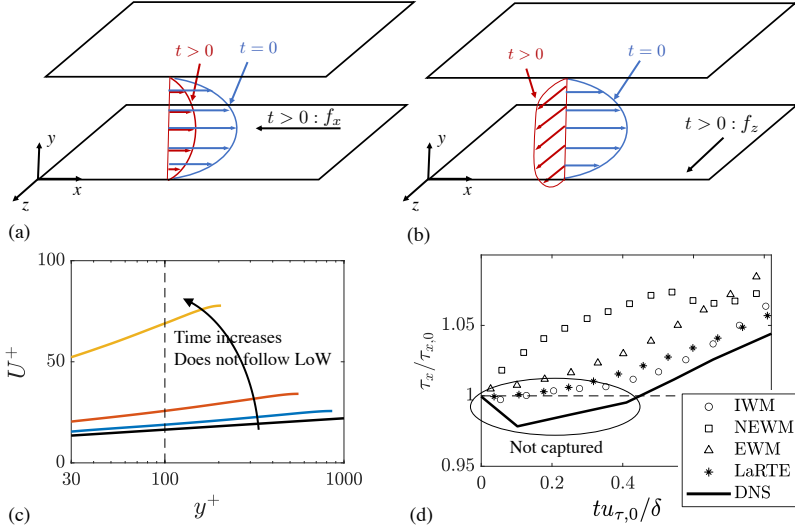 t > 0
t = 0
t > 0 : f_x
y
x
z
(a)
t > 0
t = 0
t > 0 : f_z
y
x
z
(b)
100
50
0
U^+
Time increases
Does not follow LoW
30
100
1000
y^+
(c)
1.05
1
0.95
τ_x/τ_{x,0}
Not captured
0
0.2
0.4
tu_{τ,0}/δ
IWM
NEWM
EWM
LaRTE
DNS
(d)